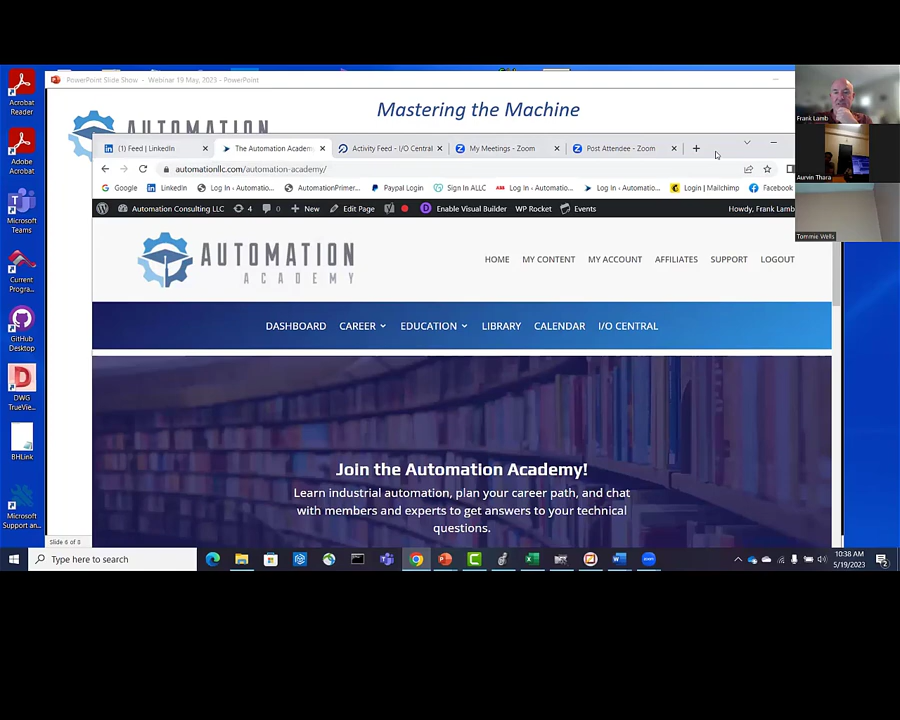 PowerPoint Slide Show - Webinar 19 May, 2023 - PowerPoint
Mastering the Machine
AUTOMATION
Frank Lamb
Aurvin Thara
Tommie Wells
Acrobat
Reader
Adobe
Acrobat
Microsoft
Teams
Current
Progra...
GitHub
Desktop
DWG
TrueVie...
BHLink
Microsoft
Support an...
(1) Feed | LinkedIn
The Automation Academ
Activity Feed - I/O Central
My Meetings - Zoom
Post Attendee - Zoom
automationllc.com/automation-academy/
Google
LinkedIn
Log In ‹ Automatio...
AutomationPrimer...
Paypal Login
Sign In ALLC
Log In ‹ Automatio...
Log In ‹ Automatio...
Login | Mailchimp
Facebook
Automation Consulting LLC
4
0
New
Edit Page
Enable Visual Builder
WP Rocket
Events
Howdy, Frank Lamb
AUTOMATION
ACADEMY
HOME
MY CONTENT
MY ACCOUNT
AFFILIATES
SUPPORT
LOGOUT
DASHBOARD
CAREER
EDUCATION
LIBRARY
CALENDAR
I/O CENTRAL
Join the Automation Academy!
Learn industrial automation, plan your career path, and chat
with members and experts to get answers to your technical
questions.
Slide 6 of 8
Type here to search
10:38 AM
5/19/2023
2